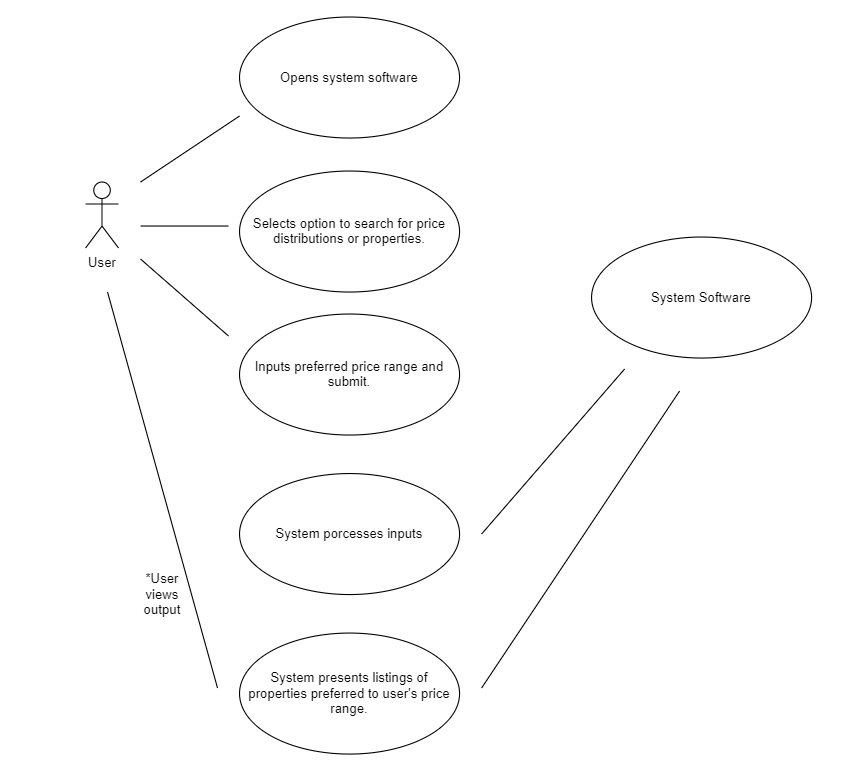 Opens system software
Selects option to search for price
distributions or properties.
User
System Software
Inputs preferred price range and
submit.
System porcesses inputs
*User
views
output
System presents listings of
properties preferred to user's price
range.